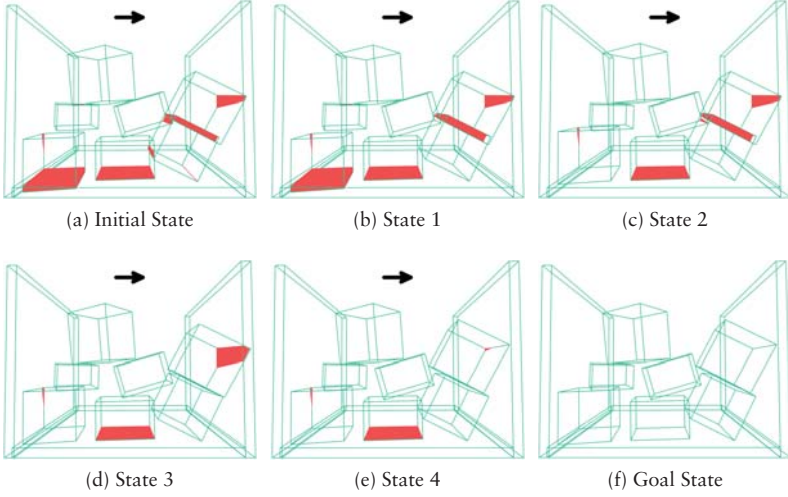 (a) Initial State
(b) State 1
(c) State 2
(d) State 3
(e) State 4
(f) Goal State